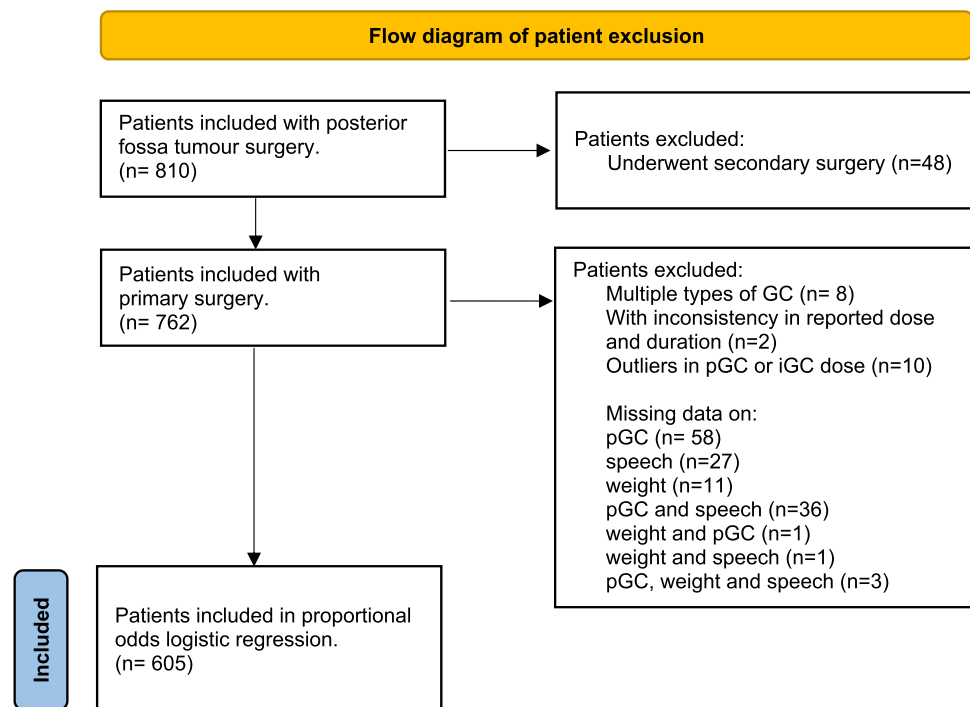 Flow diagram of patient exclusion
Patients included with posterior
fossa tumour surgery.
(n= 810)
Patients excluded:
Underwent secondary surgery (n=48)
Patients included with
primary surgery.
(n= 762)
Patients excluded:
Multiple types of GC (n= 8)
With inconsistency in reported dose
and duration (n=2)
Outliers in pGC or iGC dose (n=10)
Missing data on:
pGC (n= 58)
speech (n=27)
weight (n=11)
pGC and speech (n=36)
weight and pGC (n=1)
weight and speech (n=1)
pGC, weight and speech (n=3)
Included
Patients included in proportional
odds logistic regression.
(n= 605)